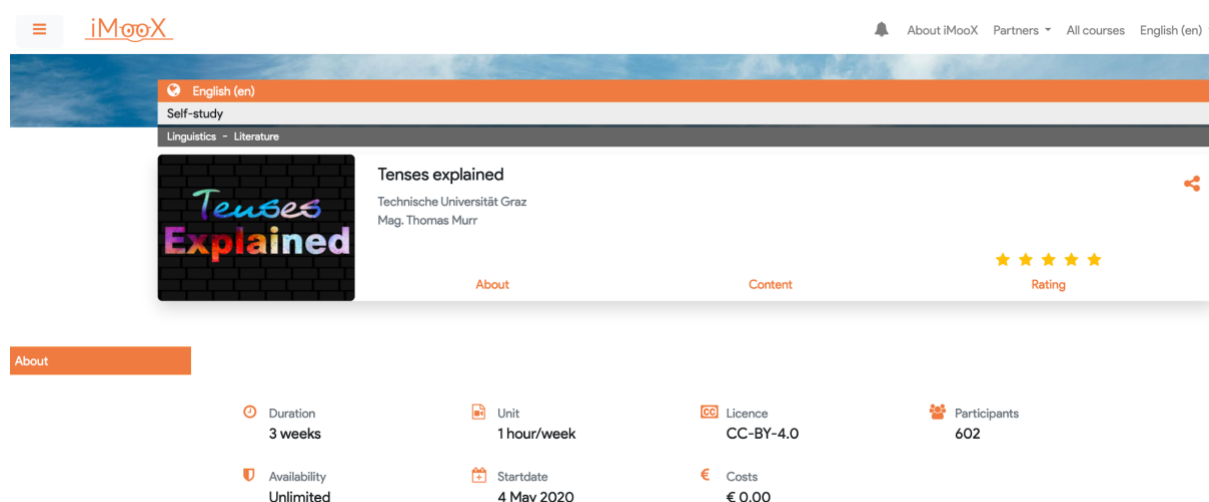 iMooX
About iMooX Partners All courses English (en)
English (en)
Self-study
Linguistics - Literature
Tenses
Explained
Tenses explained
Technische Universität Graz
Mag. Thomas Murr
About Content Rating
About
Duration Unit Licence Participants
3 weeks 1 hour/week CC-BY-4.0 602
Availability Startdate Costs
Unlimited 4 May 2020 € 0.00